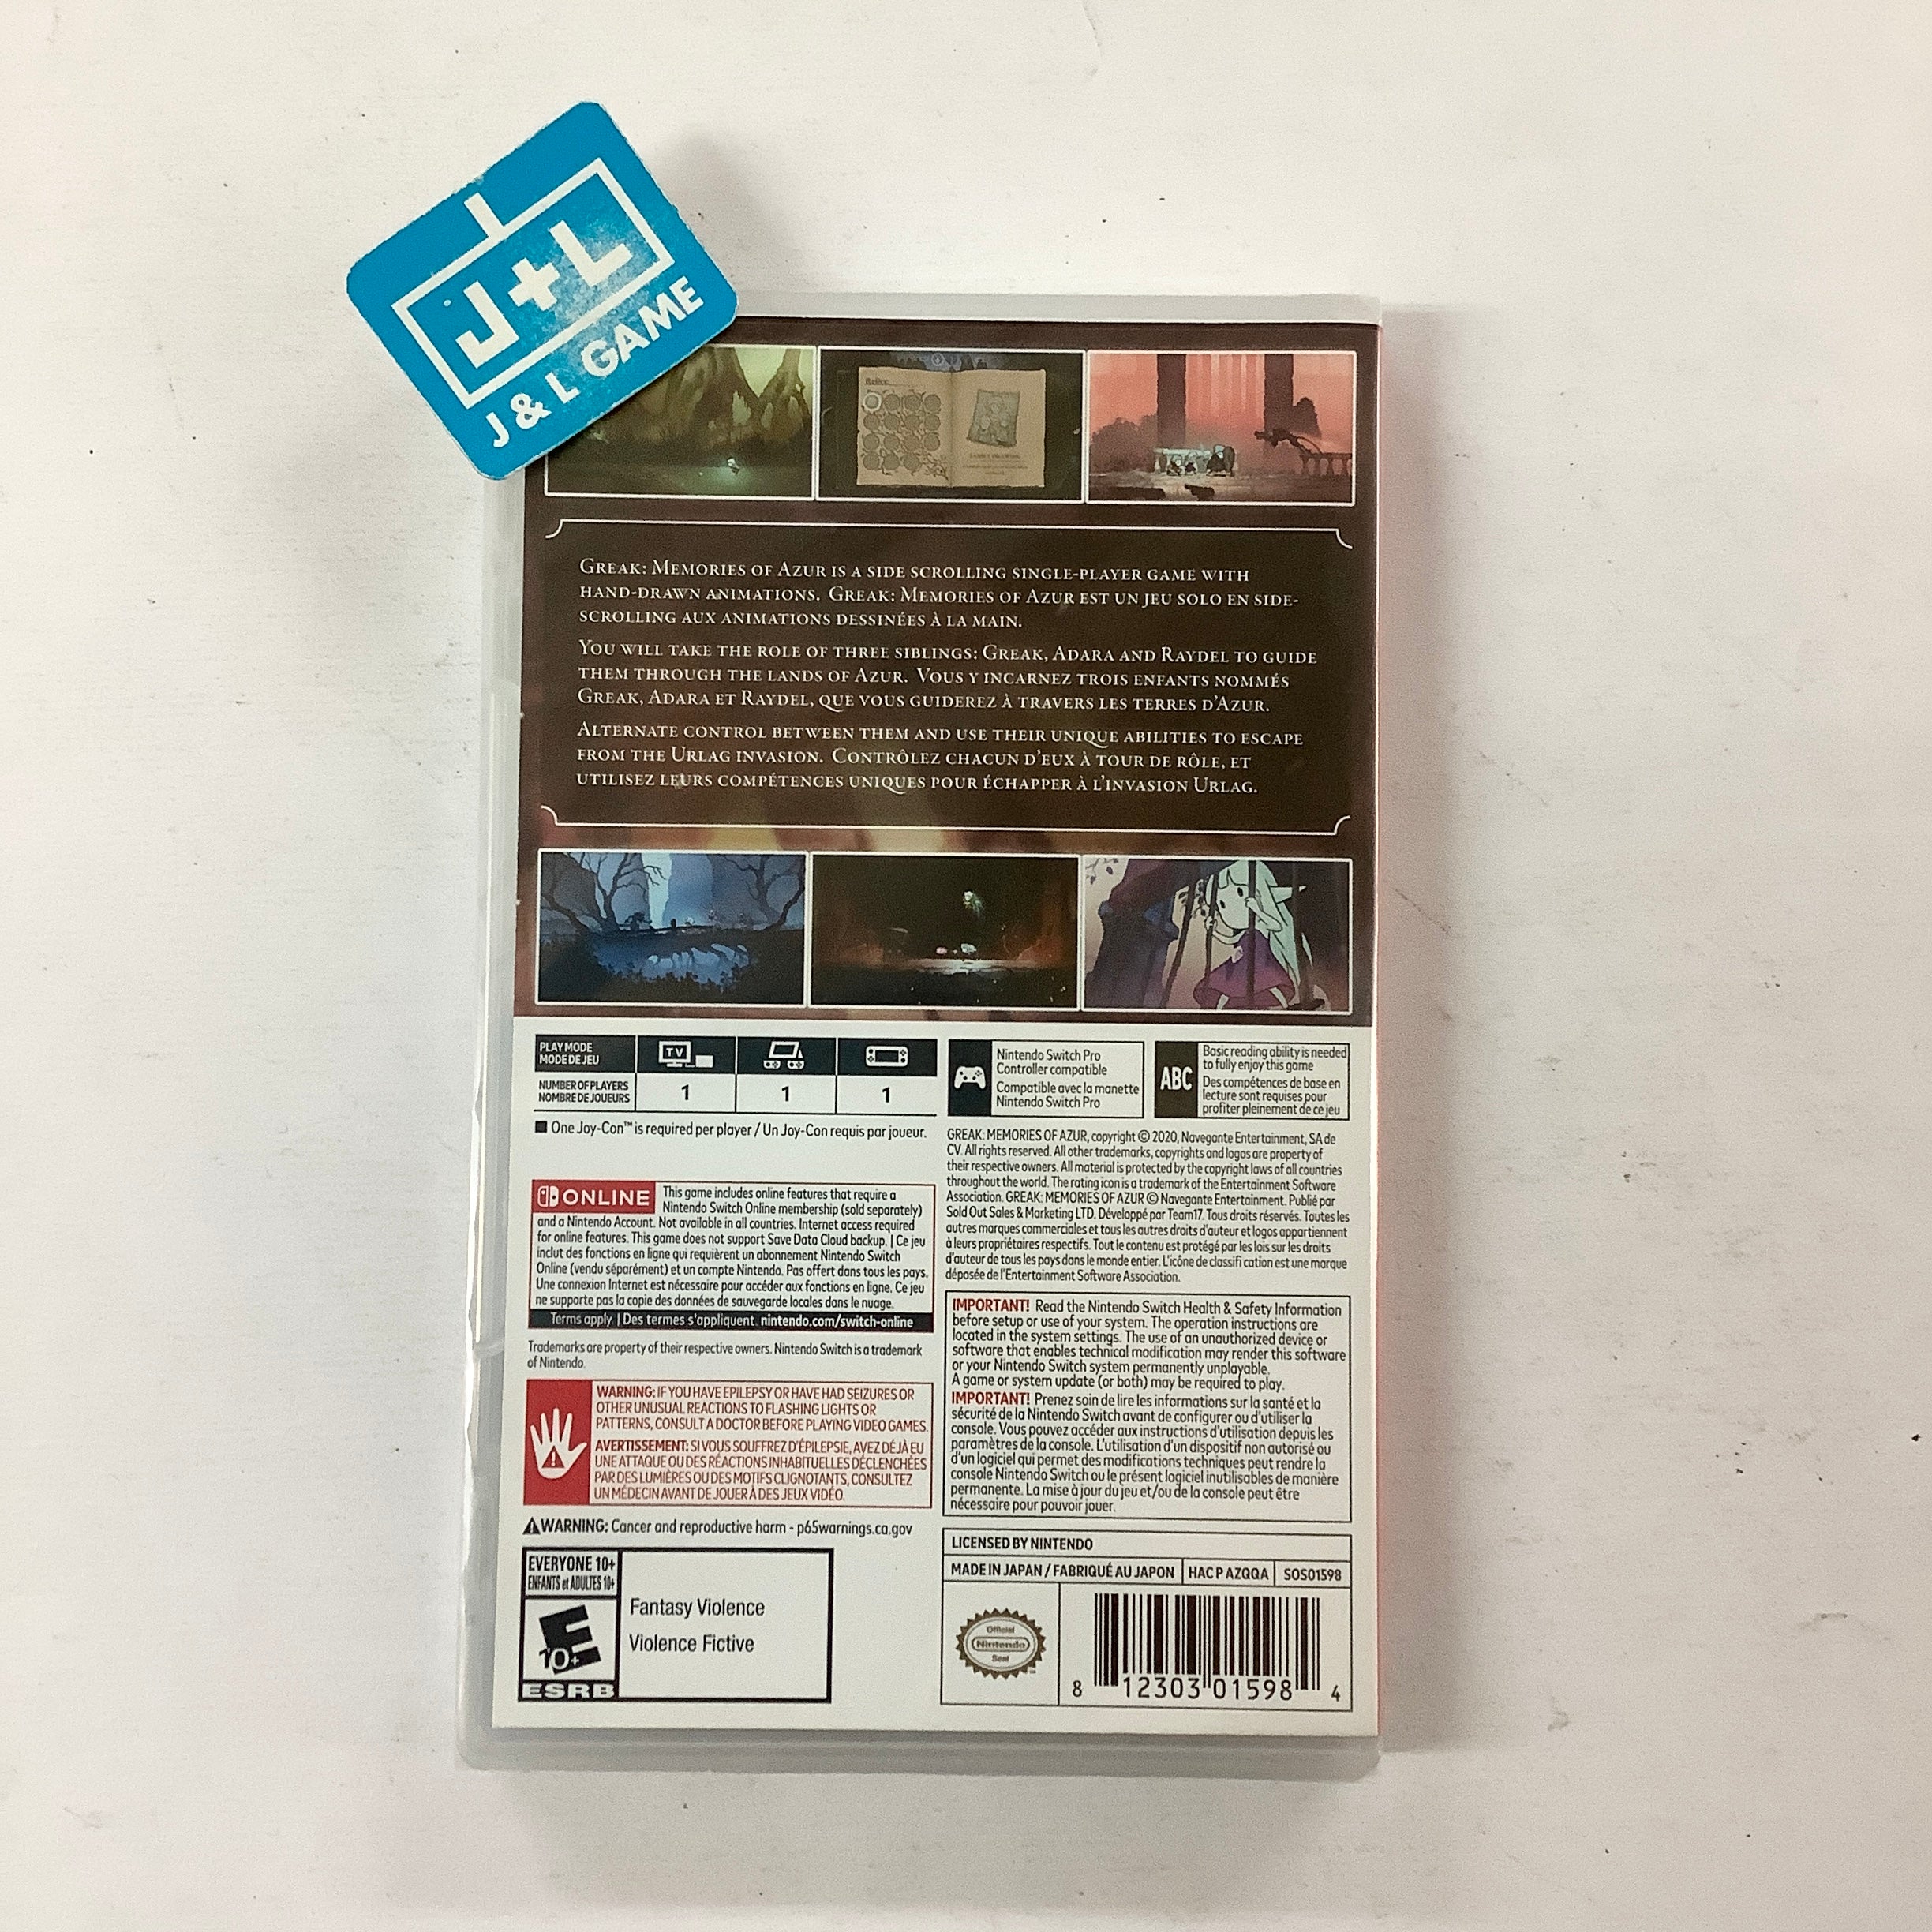 J+L
J & L GAME
Relics
Greak: Memories of Azur is a side scrolling single-player game with
hand-drawn animations. Greak: Memories of Azur est un jeu solo en side-
scrolling aux animations dessinées à la main.
You will take the role of three siblings: Greak, Adara and Raydel to guide
them through the lands of Azur. Vous y incarnez trois enfants nommés
Greak, Adara et Raydel, que vous guiderez à travers les terres d'Azur.
Alternate control between them and use their unique abilities to escape
from the Urlag invasion. Contrôlez chacun d'eux à tour de rôle, et
utilisez leurs compétences uniques pour échapper à l'invasion Urlag.
PLAY MODE
MODE DE JEU
TV
NUMBER OF PLAYERS
NOMBRE DE JOUEURS
1 1 1
One Joy-Con™ is required per player / Un Joy-Con requis par joueur.
Nintendo Switch Pro
Controller compatible
Compatible avec la manette
Nintendo Switch Pro
ABC
Basic reading ability is needed
to fully enjoy this game
Des compétences de base en
lecture sont requises pour
profiter pleinement de ce jeu
ONLINE
This game includes online features that require a
Nintendo Switch Online membership (sold separately)
and a Nintendo Account. Not available in all countries. Internet access required
for online features. This game does not support Save Data Cloud backup. | Ce jeu
inclut des fonctions en ligne qui requièrent un abonnement Nintendo Switch
Online (vendu séparément) et un compte Nintendo. Pas offert dans tous les pays.
Une connexion Internet est nécessaire pour accéder aux fonctions en ligne. Ce jeu
ne supporte pas la copie des données de sauvegarde locales dans le nuage.
Terms apply. | Des termes s'appliquent. nintendo.com/switch-online
Trademarks are property of their respective owners. Nintendo Switch is a trademark
of Nintendo.
WARNING: IF YOU HAVE EPILEPSY OR HAVE HAD SEIZURES OR
OTHER UNUSUAL REACTIONS TO FLASHING LIGHTS OR
PATTERNS, CONSULT A DOCTOR BEFORE PLAYING VIDEO GAMES.
AVERTISSEMENT: SI VOUS SOUFFREZ D'ÉPILEPSIE, AVEZ DÉJÀ EU
UNE ATTAQUE OU DES RÉACTIONS INHABITUELLES DÉCLENCHÉES
PAR DES LUMIÈRES OU DES MOTIFS CLIGNOTANTS, CONSULTEZ
UN MÉDECIN AVANT DE JOUER À DES JEUX VIDÉO.
WARNING: Cancer and reproductive harm - p65warnings.ca.gov
EVERYONE 10+
ENFANTS et ADULTES 10+
E
10+
ESRB
Fantasy Violence
Violence Fictive
GREAK: MEMORIES OF AZUR, copyright © 2020, Navegante Entertainment, SA de
CV. All rights reserved. All other trademarks, copyrights and logos are property of
their respective owners. All material is protected by the copyright laws of all countries
throughout the world. The rating icon is a trademark of the Entertainment Software
Association. GREAK: MEMORIES OF AZUR © Navegante Entertainment. Publié par
Sold Out Sales & Marketing LTD. Développé par Team17. Tous droits réservés. Toutes les
autres marques commerciales et tous les autres droits d'auteur et logos appartiennent
à leurs propriétaires respectifs. Tout le contenu est protégé par les lois sur les droits
d'auteur de tous les pays dans le monde entier. L'icône de classifi cation est une marque
déposée de l'Entertainment Software Association.
IMPORTANT! Read the Nintendo Switch Health & Safety Information
before setup or use of your system. The operation instructions are
located in the system settings. The use of an unauthorized device or
software that enables technical modification may render this software
or your Nintendo Switch system permanently unplayable.
A game or system update (or both) may be required to play.
IMPORTANT! Prenez soin de lire les informations sur la santé et la
sécurité de la Nintendo Switch avant de configurer ou d'utiliser la
console. Vous pouvez accéder aux instructions d'utilisation depuis les
paramètres de la console. L'utilisation d'un dispositif non autorisé ou
d'un logiciel qui permet des modifications techniques peut rendre la
console Nintendo Switch ou le présent logiciel inutilisables de manière
permanente. La mise à jour du jeu et/ou de la console peut être
nécessaire pour pouvoir jouer.
LICENSED BY NINTENDO
MADE IN JAPAN / FABRIQUÉ AU JAPON HAC P AZQQA SOS01598
Official
Nintendo
Seal
8 12303 01598 4